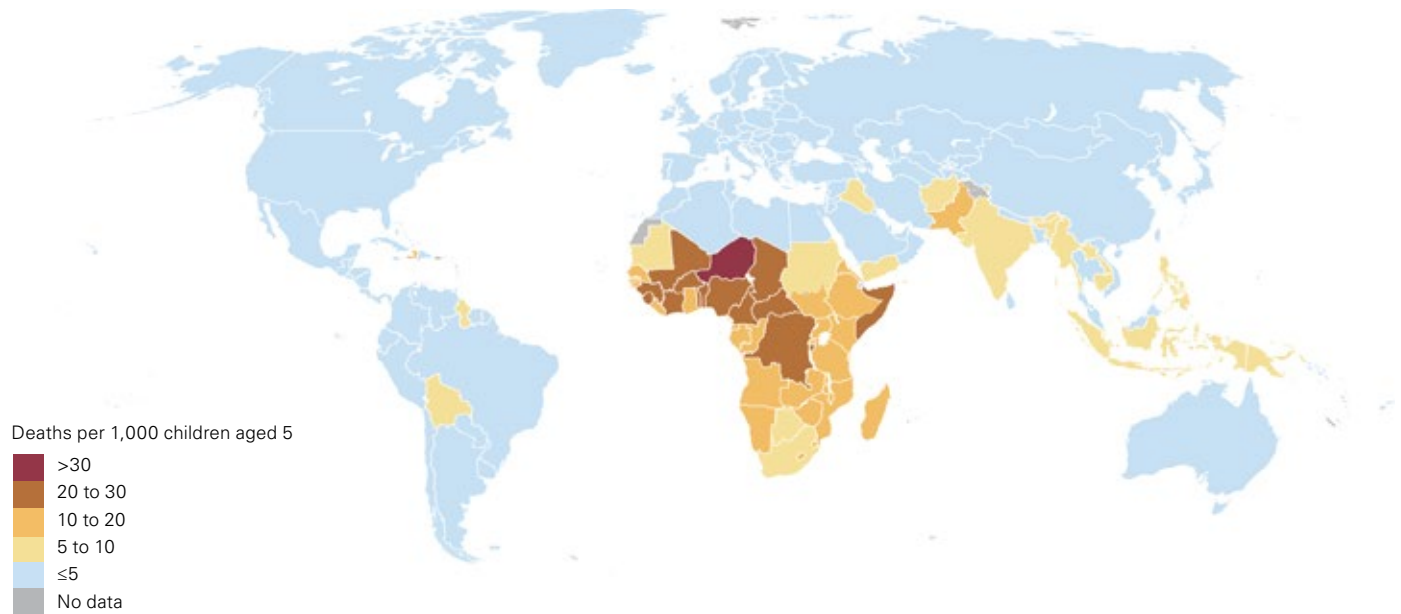 Deaths per 1,000 children aged 5
>30
20 to 30
10 to 20
5 to 10
≤5
No data